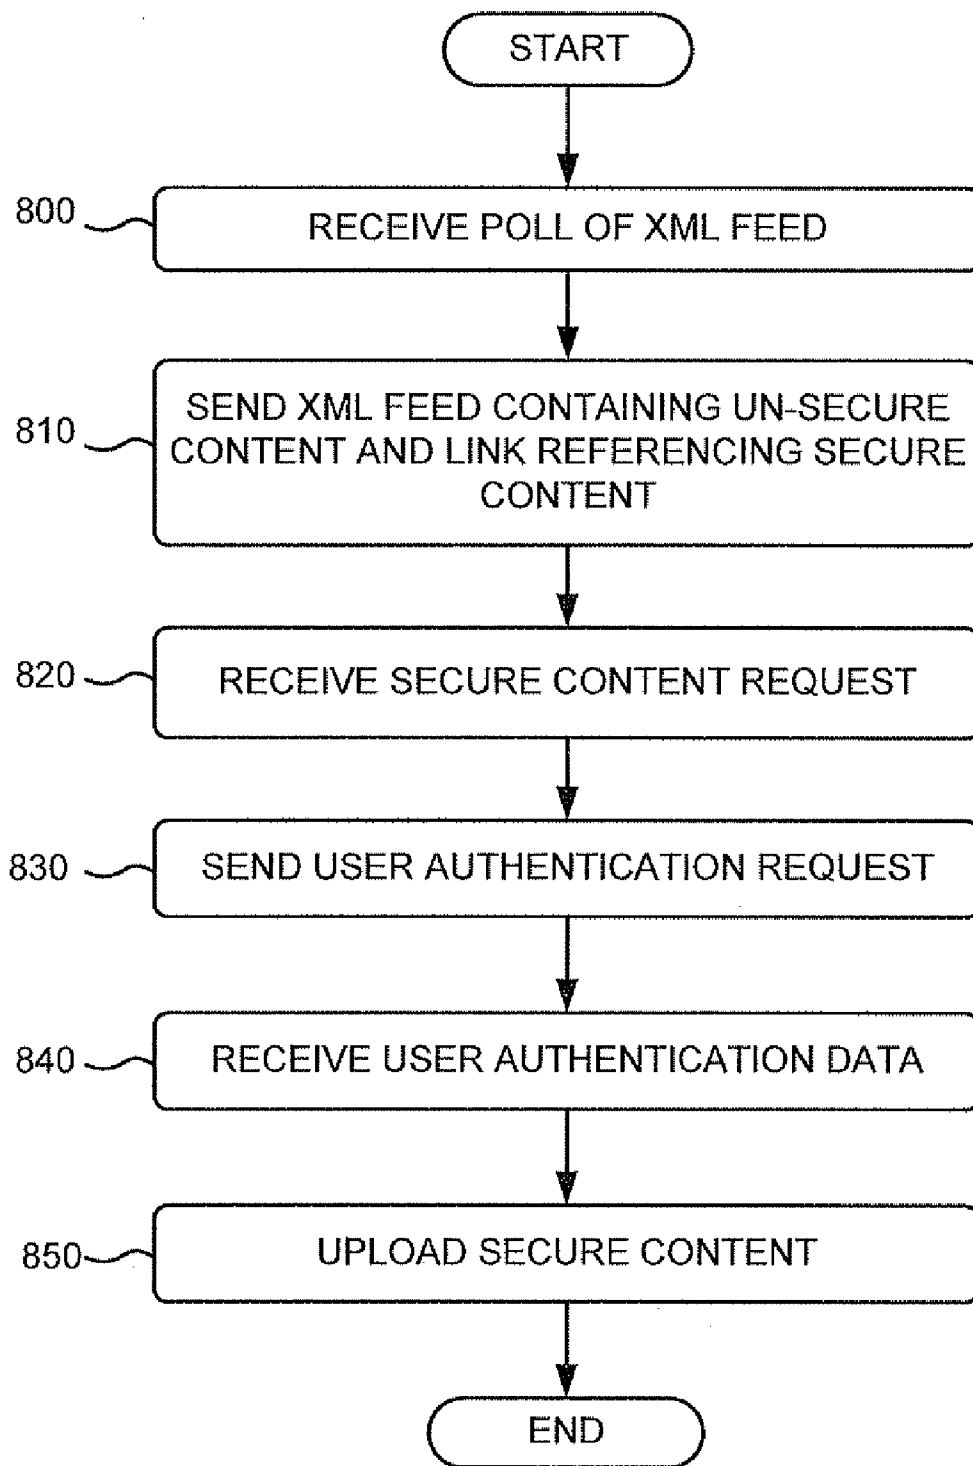 START
800
RECEIVE POLL OF XML FEED
810
SEND XML FEED CONTAINING UN-SECURE
CONTENT AND LINK REFERENCING SECURE
CONTENT
820
RECEIVE SECURE CONTENT REQUEST
830
SEND USER AUTHENTICATION REQUEST
840
RECEIVE USER AUTHENTICATION DATA
850
UPLOAD SECURE CONTENT
END